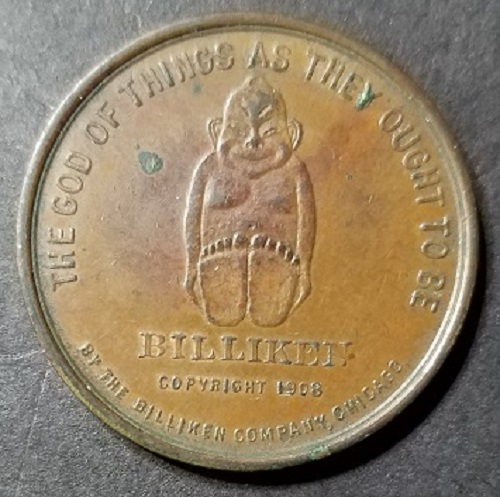 THE GOD OF THINGS AS THEY OUGHT TO BE
BILLIKEN
COPYRIGHT 1908
BY THE BILLIKEN COMPANY, CHICAGO.